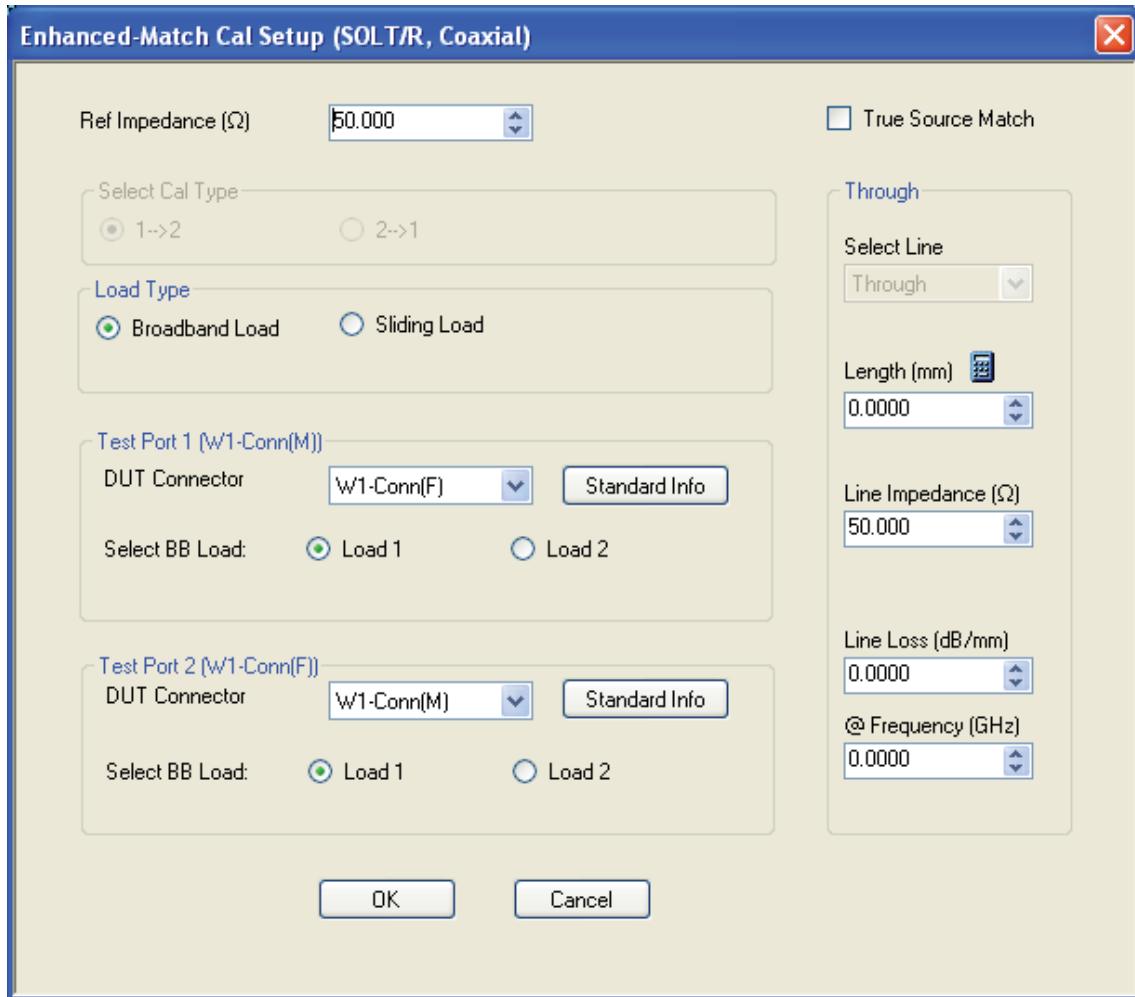 Enhanced-Match Cal Setup (SOLT/R, Coaxial)
Ref Impedance (Ω)
50.000
True Source Match
Select Cal Type
1-->2
2-->1
Load Type
Broadband Load
Sliding Load
Test Port 1 (W1-Conn(M))
DUT Connector
W1-Conn(F)
Standard Info
Select BB Load:
Load 1
Load 2
Test Port 2 (W1-Conn(F))
DUT Connector
W1-Conn(M)
Standard Info
Select BB Load:
Load 1
Load 2
Through
Select Line
Through
Length (mm)
0.0000
Line Impedance (Ω)
50.000
Line Loss (dB/mm)
0.0000
@ Frequency (GHz)
0.0000
OK
Cancel